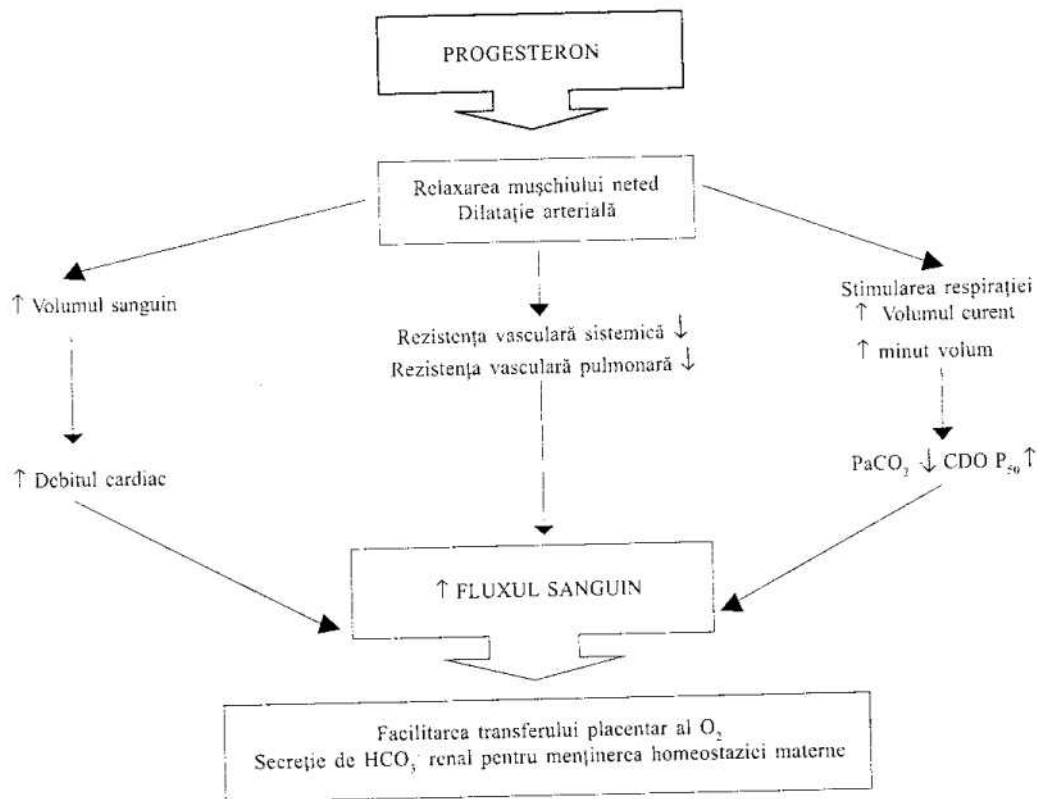 PROGESTERON
Relaxarea mușchiului neted
Dilatație arterială
↑ Volumul sanguin
↑ Debitul cardiac
Rezistența vasculară sistemică ↓
Rezistența vasculară pulmonară ↓
Stimularea respirației
↑ Volumul curent
↑ minut volum
PaCO₂ ↓ CDO P₅₀ ↑
↑ FLUXUL SANGUIN
Facilitarea transferului placentar al O₂
Secreție de HCO₃⁻ renal pentru menținerea homeostaziei materne